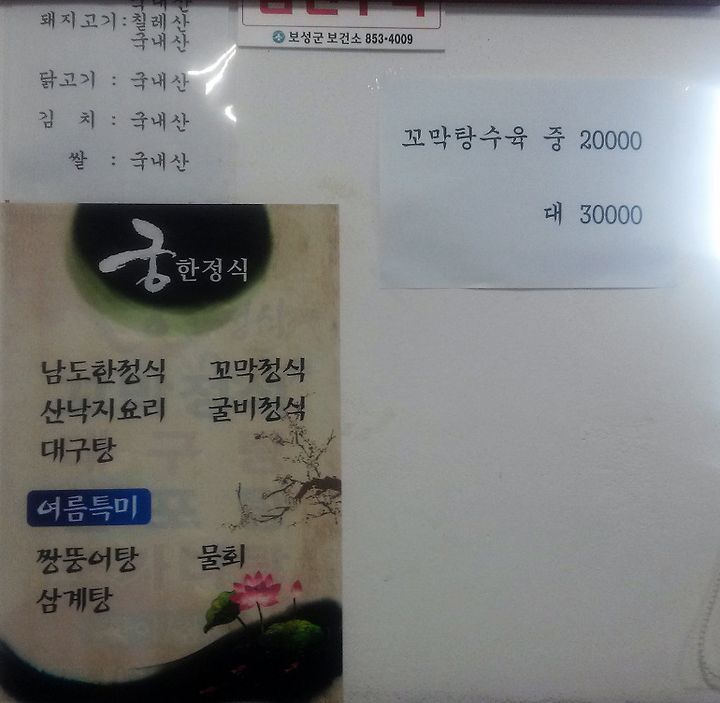 돼지고기 : 칠레산
국내산
닭고기 : 국내산
김 치 : 국내산
쌀 : 국내산
보성군 보건소 853-4009
꼬막탕수육 중 20000
대 30000
궁한정식
남도한정식 꼬막정식
산낙지요리 굴비정식
대구탕
여름특미
짱뚱어탕 물회
삼계탕